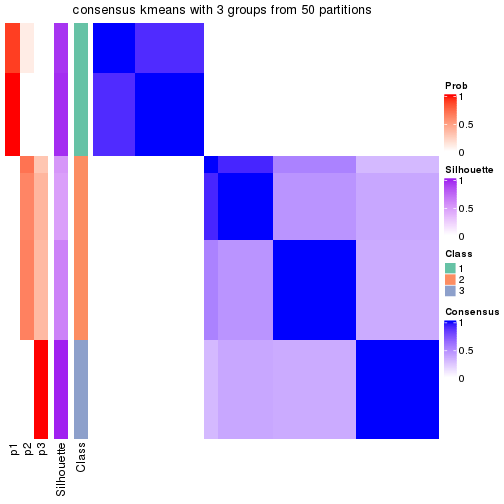 consensus kmeans with 3 groups from 50 partitions
Prob
1
0.5
0
Silhouette
1
0.5
0
Class
1
2
3
Consensus
1
0.5
0
p1
p2
p3
Silhouette
Class